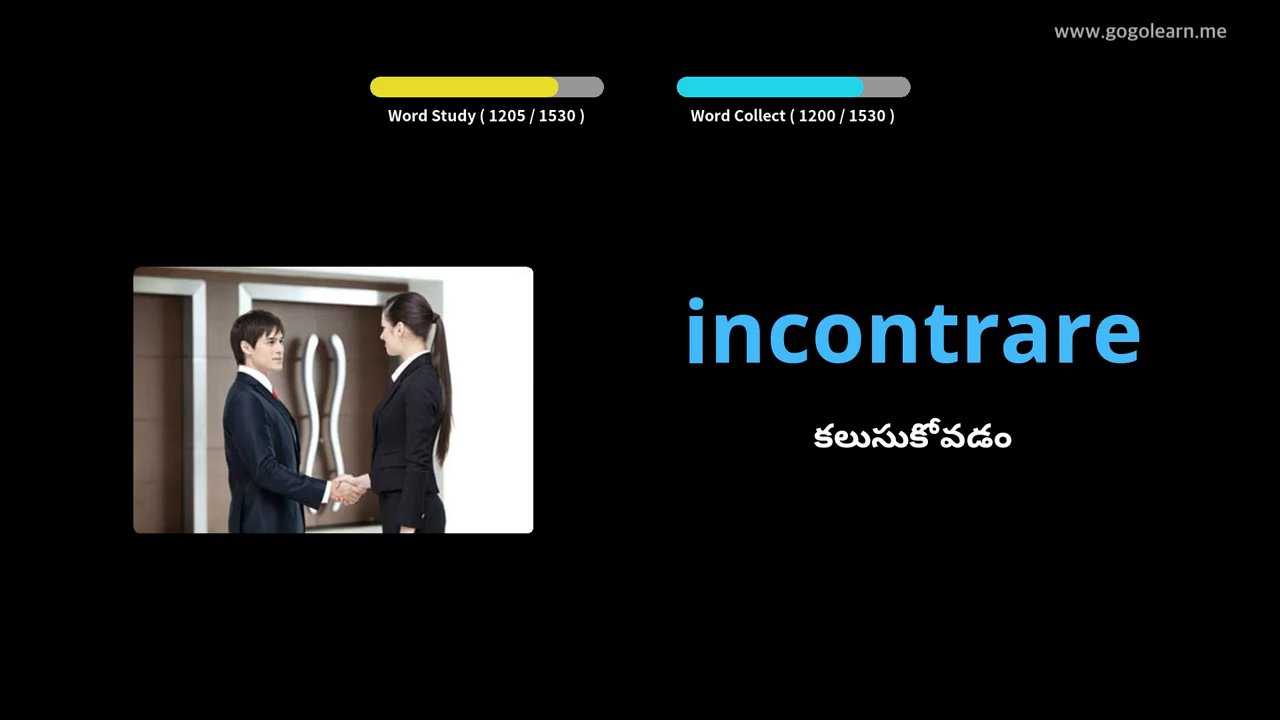 www.gogolearn.me
Word Study ( 1205 / 1530 )
Word Collect ( 1200 / 1530 )
incontrare
కలుసుకోవడం